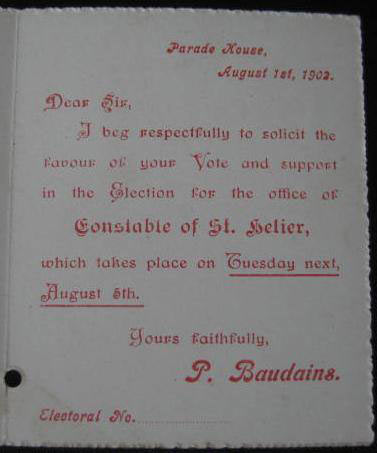 Parade House,
August 1st, 1902.
Dear Sir,
I beg respectfully to solicit the
favour of your Vote and support
in the Election for the office of
Constable of St. Helier,
which takes place on Tuesday next,
August 5th.
Yours faithfully,
P. Baudains.
Electoral No.